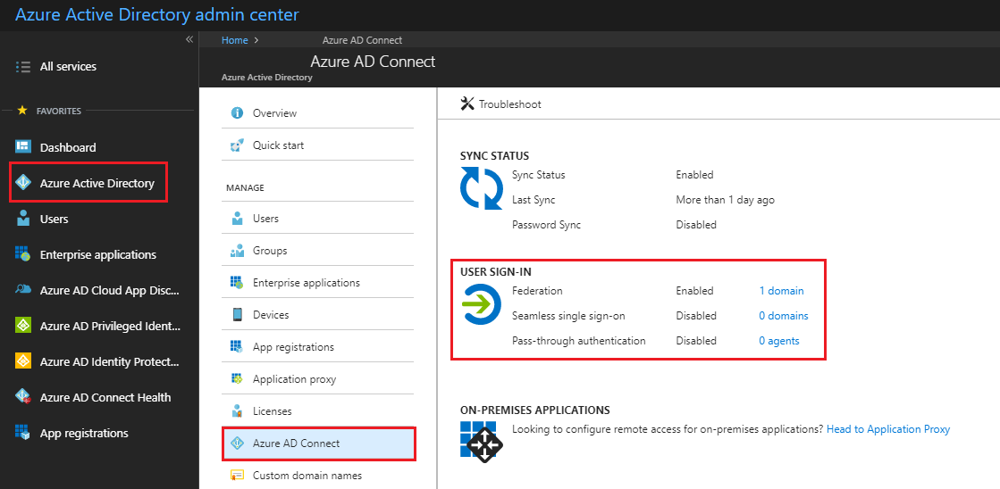 Azure Active Directory admin center
«
All services
FAVORITES
Dashboard
Azure Active Directory
Users
Enterprise applications
Azure AD Cloud App Disc...
Azure AD Privileged Ident...
Azure AD Identity Protect...
Azure AD Connect Health
App registrations
Home > Azure AD Connect
Azure AD Connect
Azure Active Directory
Overview
Quick start
MANAGE
Users
Groups
Enterprise applications
Devices
App registrations
Application proxy
Licenses
Azure AD Connect
Custom domain names
Troubleshoot
SYNC STATUS
Sync Status Enabled
Last Sync More than 1 day ago
Password Sync Disabled
USER SIGN-IN
Federation Enabled 1 domain
Seamless single sign-on Disabled 0 domains
Pass-through authentication Disabled 0 agents
ON-PREMISES APPLICATIONS
Looking to configure remote access for on-premises applications? Head to Application Proxy